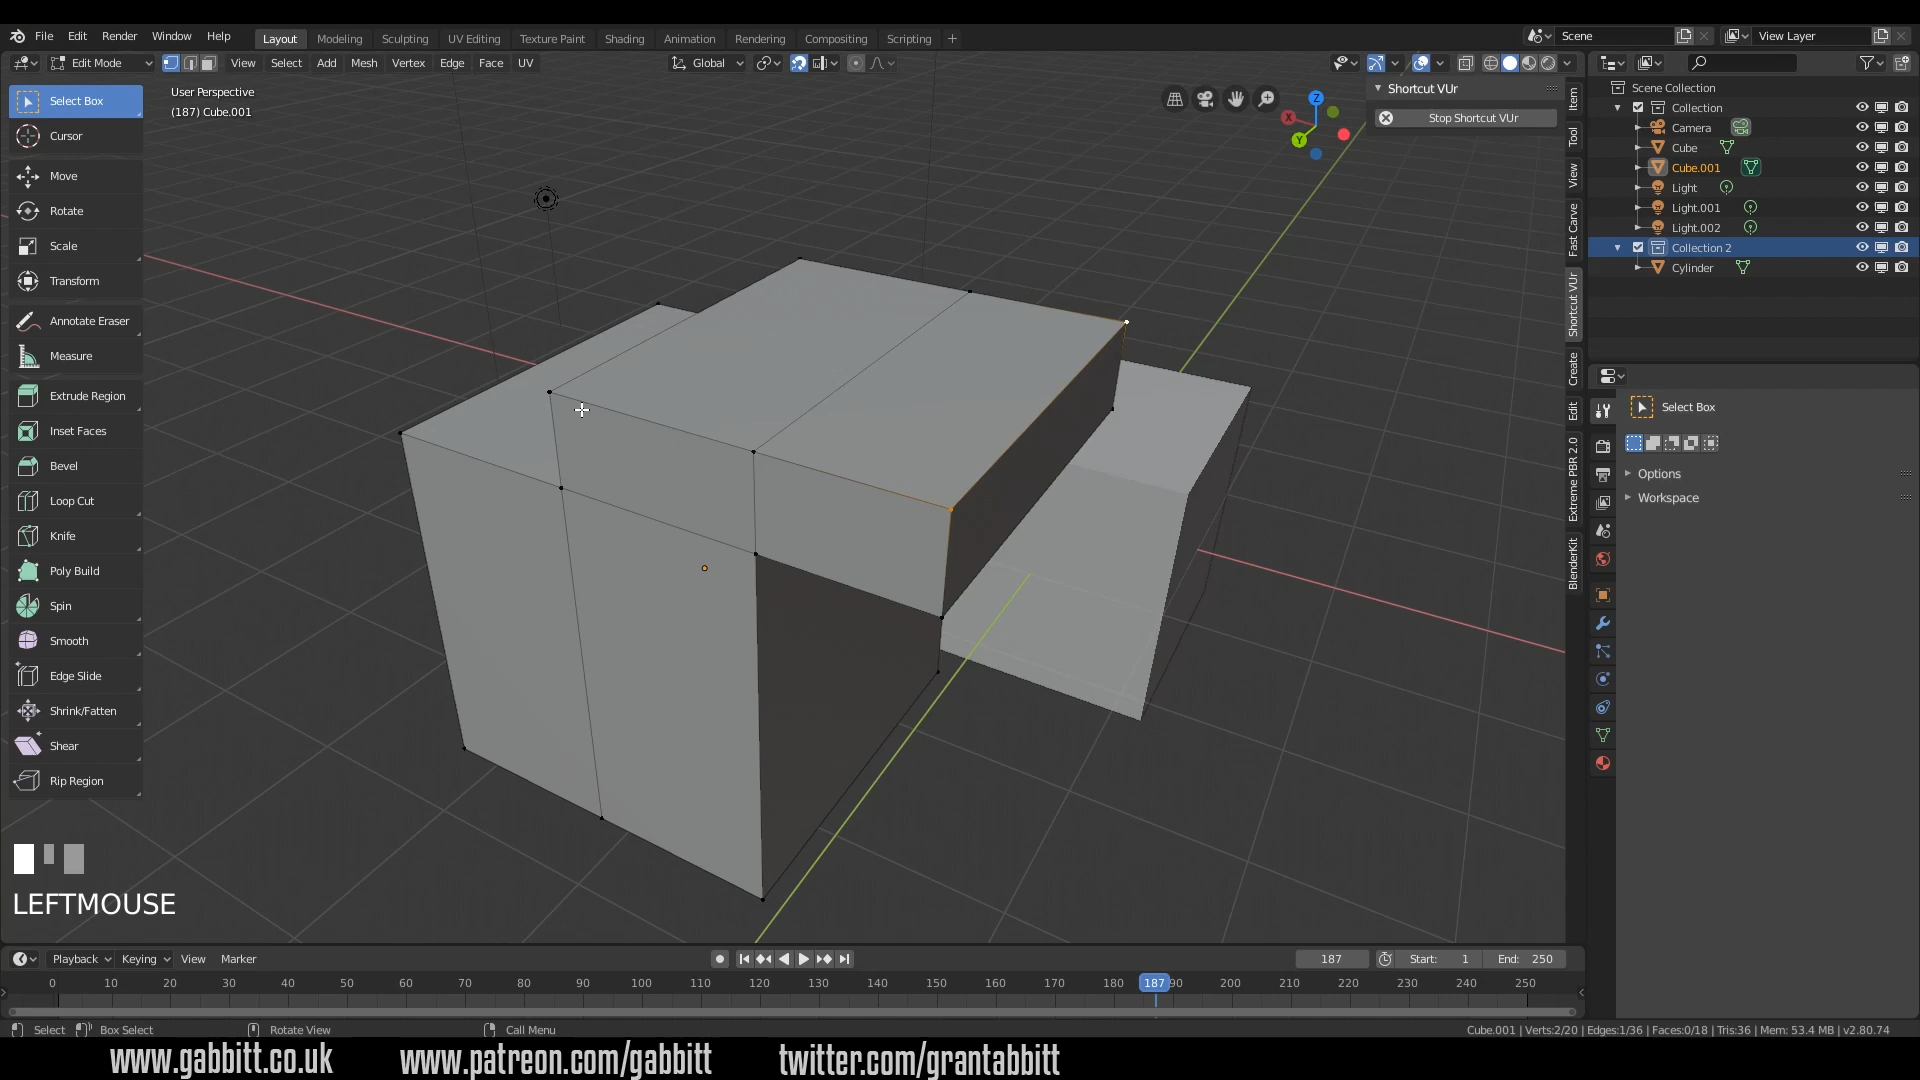 File Edit Render Window Help Layout Modeling Sculpting UV Editing Texture Paint Shading Animation Rendering Compositing Scripting + Scene View Layer
Edit Mode View Select Add Mesh Vertex Edge Face UV Global
User Perspective
(187) Cube.001
Select Box
Cursor
Move
Rotate
Scale
Transform
Annotate Eraser
Measure
Extrude Region
Inset Faces
Bevel
Loop Cut
Knife
Poly Build
Spin
Smooth
Edge Slide
Shrink/Fatten
Shear
Rip Region
LEFTMOUSE
Z
X
Y
Shortcut VUr
Stop Shortcut VUr
Item
Tool
View
Fast Carve
Shortcut VUr
Create
Edit
Extreme PBR 2.0
BlenderKit
Scene Collection
Collection
Camera
Cube
Cube.001
Light
Light.001
Light.002
Collection 2
Cylinder
Select Box
Options
Workspace
Playback Keying View Marker 187 Start: 1 End: 250
0 10 20 30 40 50 60 70 80 90 100 110 120 130 140 150 160 170 180 187 90 200 210 220 230 240 250
Select Box Select Rotate View Call Menu Cube.001 | Verts:2/20 | Edges:1/36 | Faces:0/18 | Tris:36 | Mem: 53.4 MB | v2.80.74
www.gabbitt.co.uk www.patreon.com/gabbitt twitter.com/grantabbitt